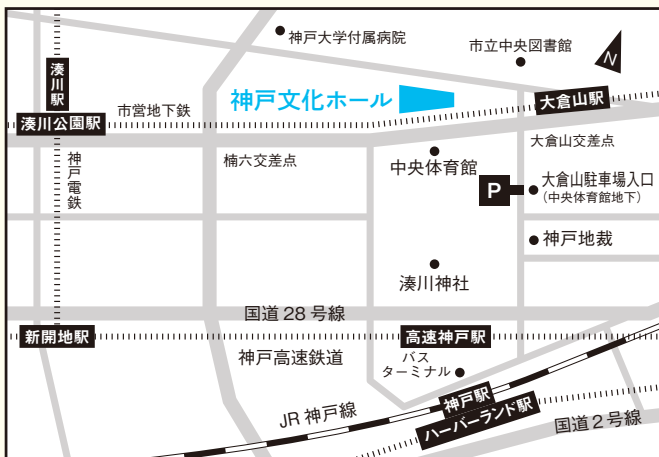 神戸大学付属病院
市立中央図書館
N
湊川駅
神戸文化ホール
大倉山駅
市営地下鉄
湊川公園駅
大倉山交差点
楠六交差点
中央体育館
神戸電鉄
P
大倉山駐車場入口
(中央体育館地下)
神戸地裁
湊川神社
国道28号線
新開地駅
高速神戸駅
神戸高速鉄道
バス
ターミナル
神戸駅
JR神戸線
ハーバーランド駅
国道2号線